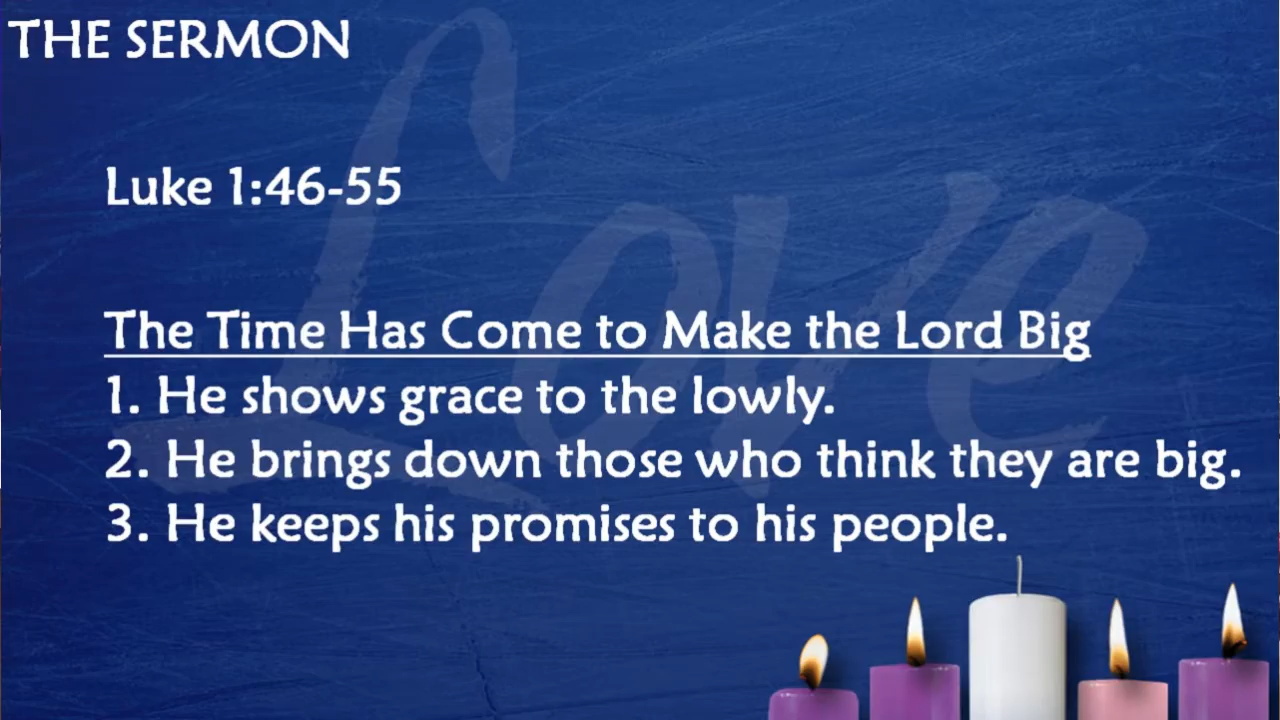 THE SERMON
Luke 1:46-55
The Time Has Come to Make the Lord Big
1. He shows grace to the lowly.
2. He brings down those who think they are big.
3. He keeps his promises to his people.
Love